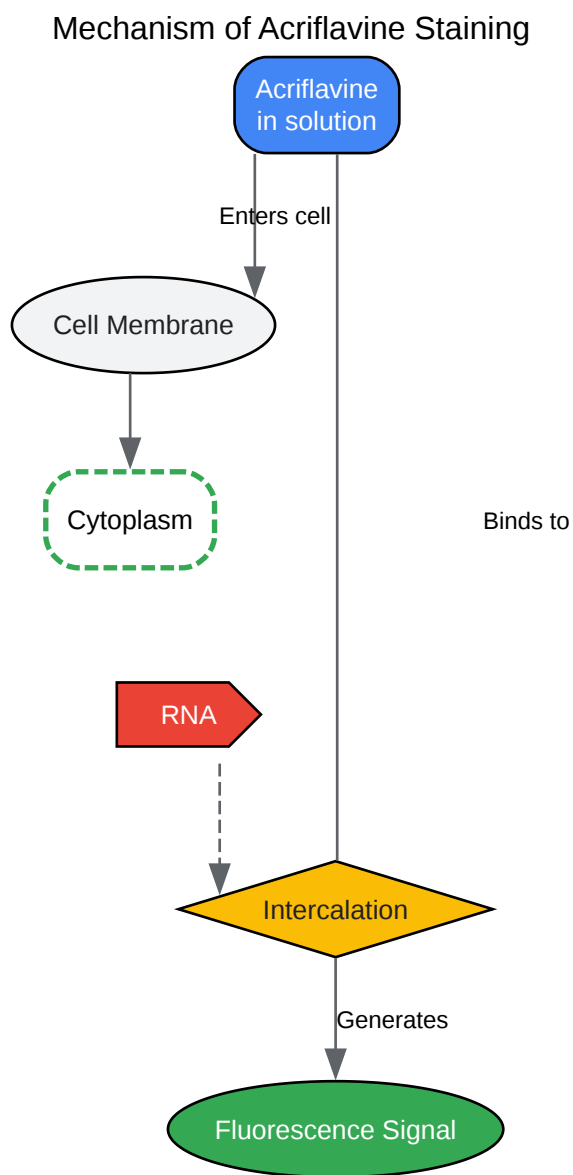 Mechanism of Acriflavine Staining
Acriflavine
in solution
Enters cell
Cell Membrane
Cytoplasm
Binds to
RNA
Intercalation
Generates
Fluorescence Signal